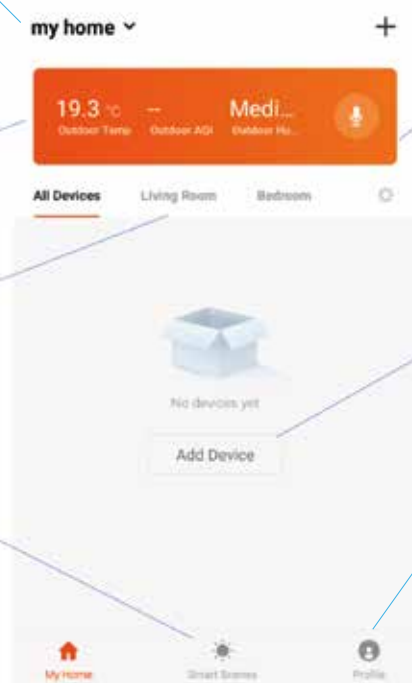 my home
19.3 °C -- Medi...
Outdoor Temp Outdoor AQI Outdoor Hu...
All Devices Living Room Bedroom
No devices yet
Add Device
My Home Smart Scenes Profile